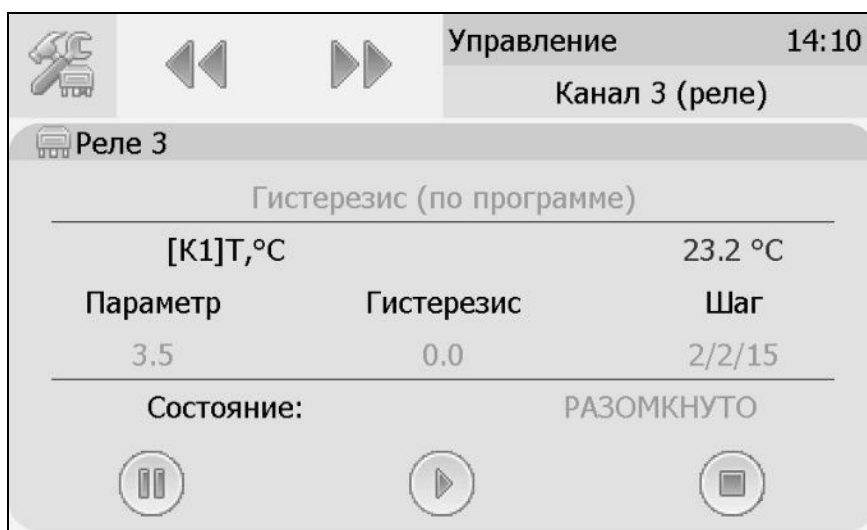 Управление 14:10
Канал 3 (реле)
Реле 3
Гистерезис (по программе)
[К1]Т,°C 23.2 °C
Параметр Гистерезис Шаг
3.5 0.0 2/2/15
Состояние: РАЗОМКНУТО